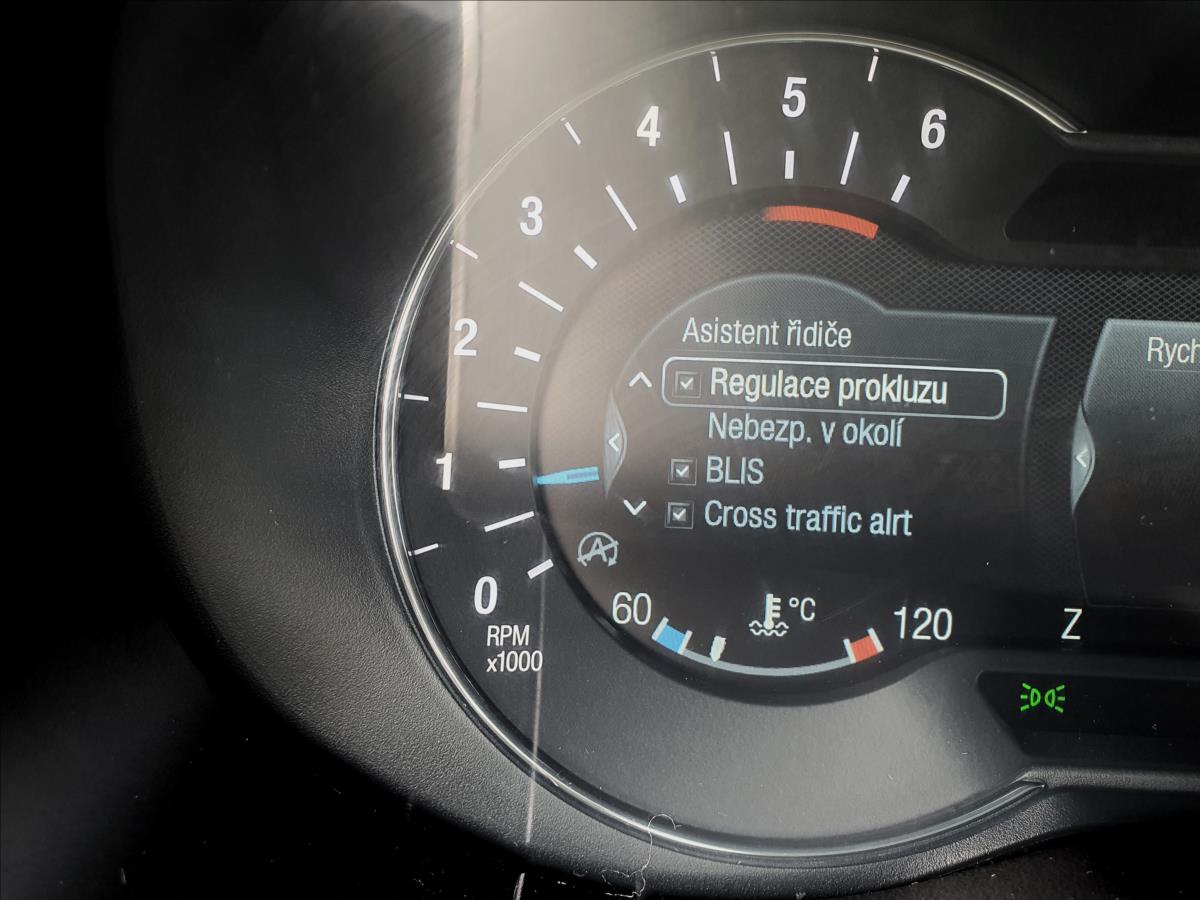 5
6
4
3
2
1
0
RPM
x1000
Asistent řidiče
Regulace prokluzu
Nebezp. v okolí
BLIS
Cross traffic alrt
A
60
°C
120
Z